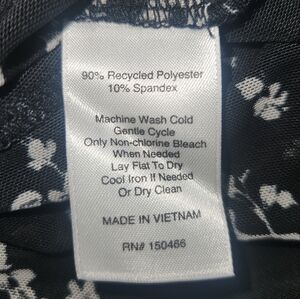 90% Recycled Polyester
10% Spandex
Machine Wash Cold
Gentle Cycle
Only Non-chlorine Bleach
When Needed
Lay Flat To Dry
Cool Iron If Needed
Or Dry Clean
MADE IN VIETNAM
RN# 150466